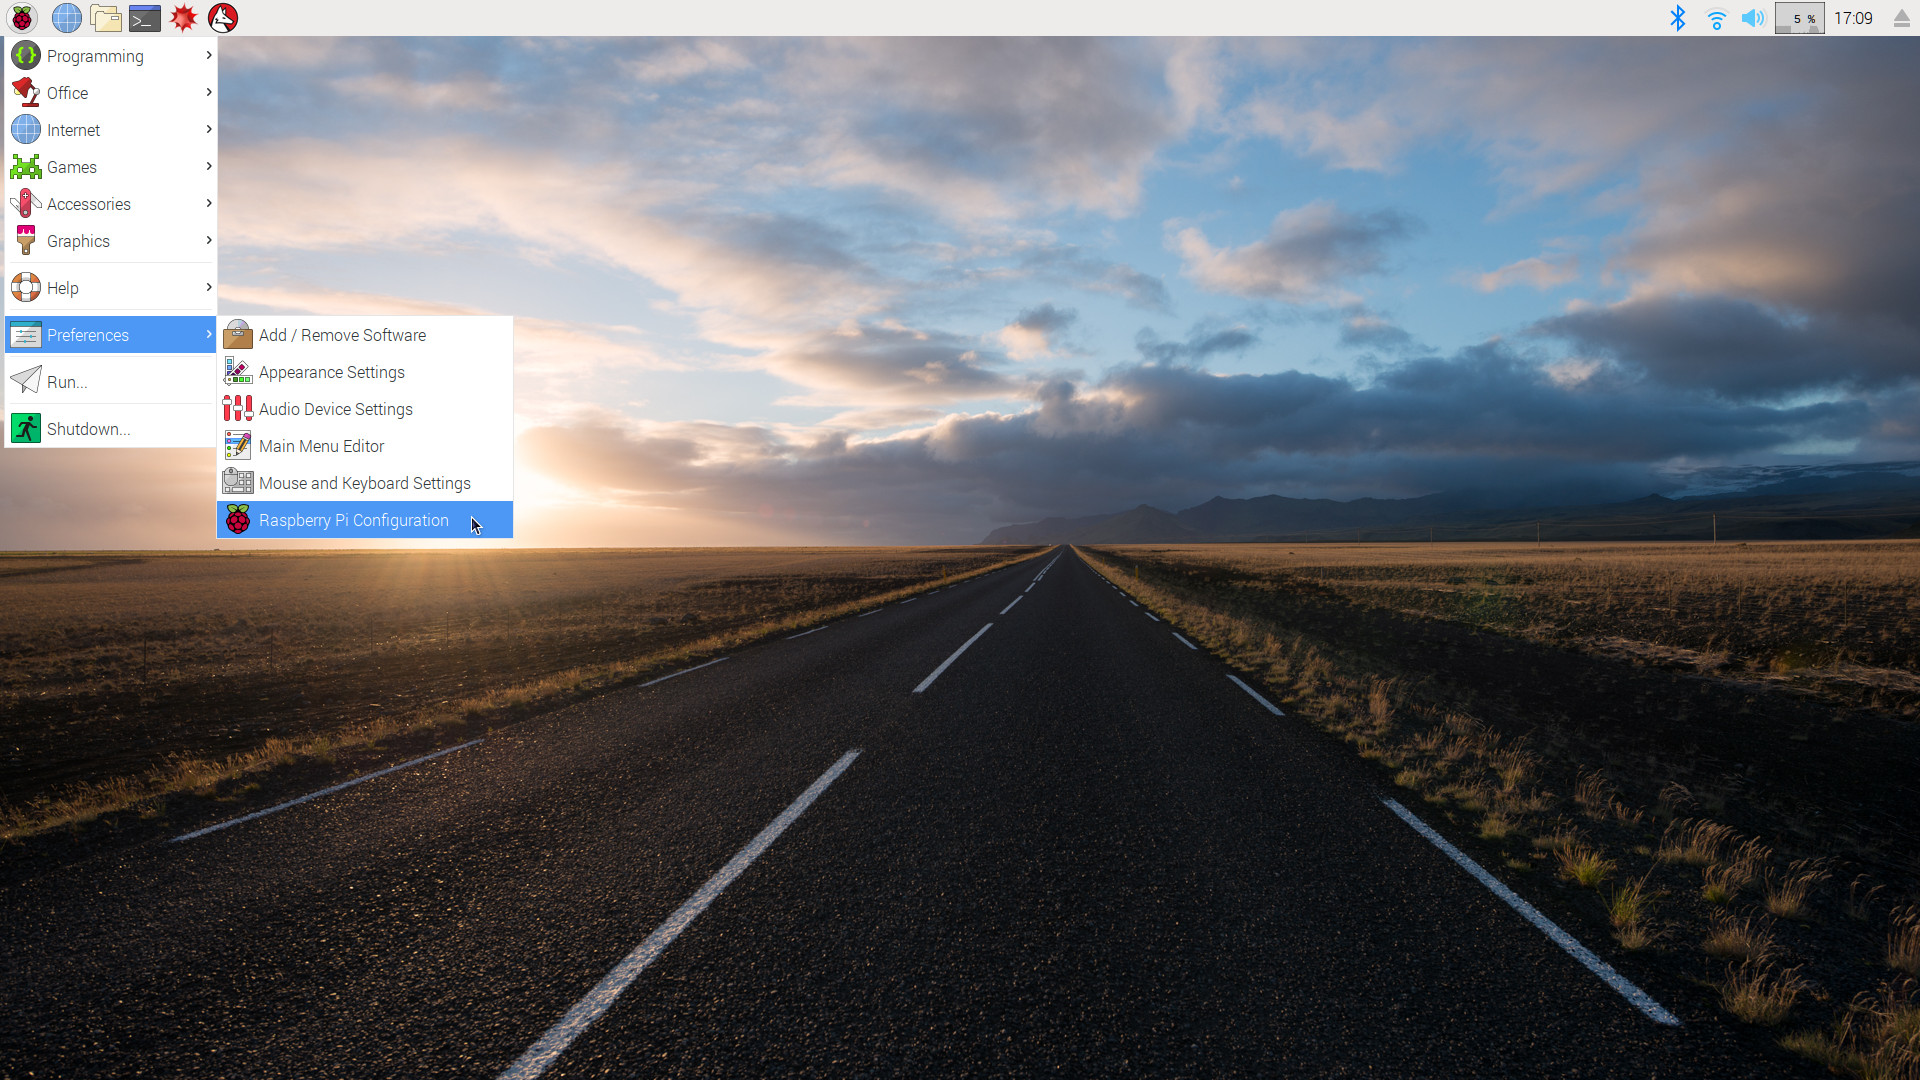 5 %
17:09
Programming
Office
Internet
Games
Accessories
Graphics
Help
Preferences
Run...
Shutdown...
Add / Remove Software
Appearance Settings
Audio Device Settings
Main Menu Editor
Mouse and Keyboard Settings
Raspberry Pi Configuration